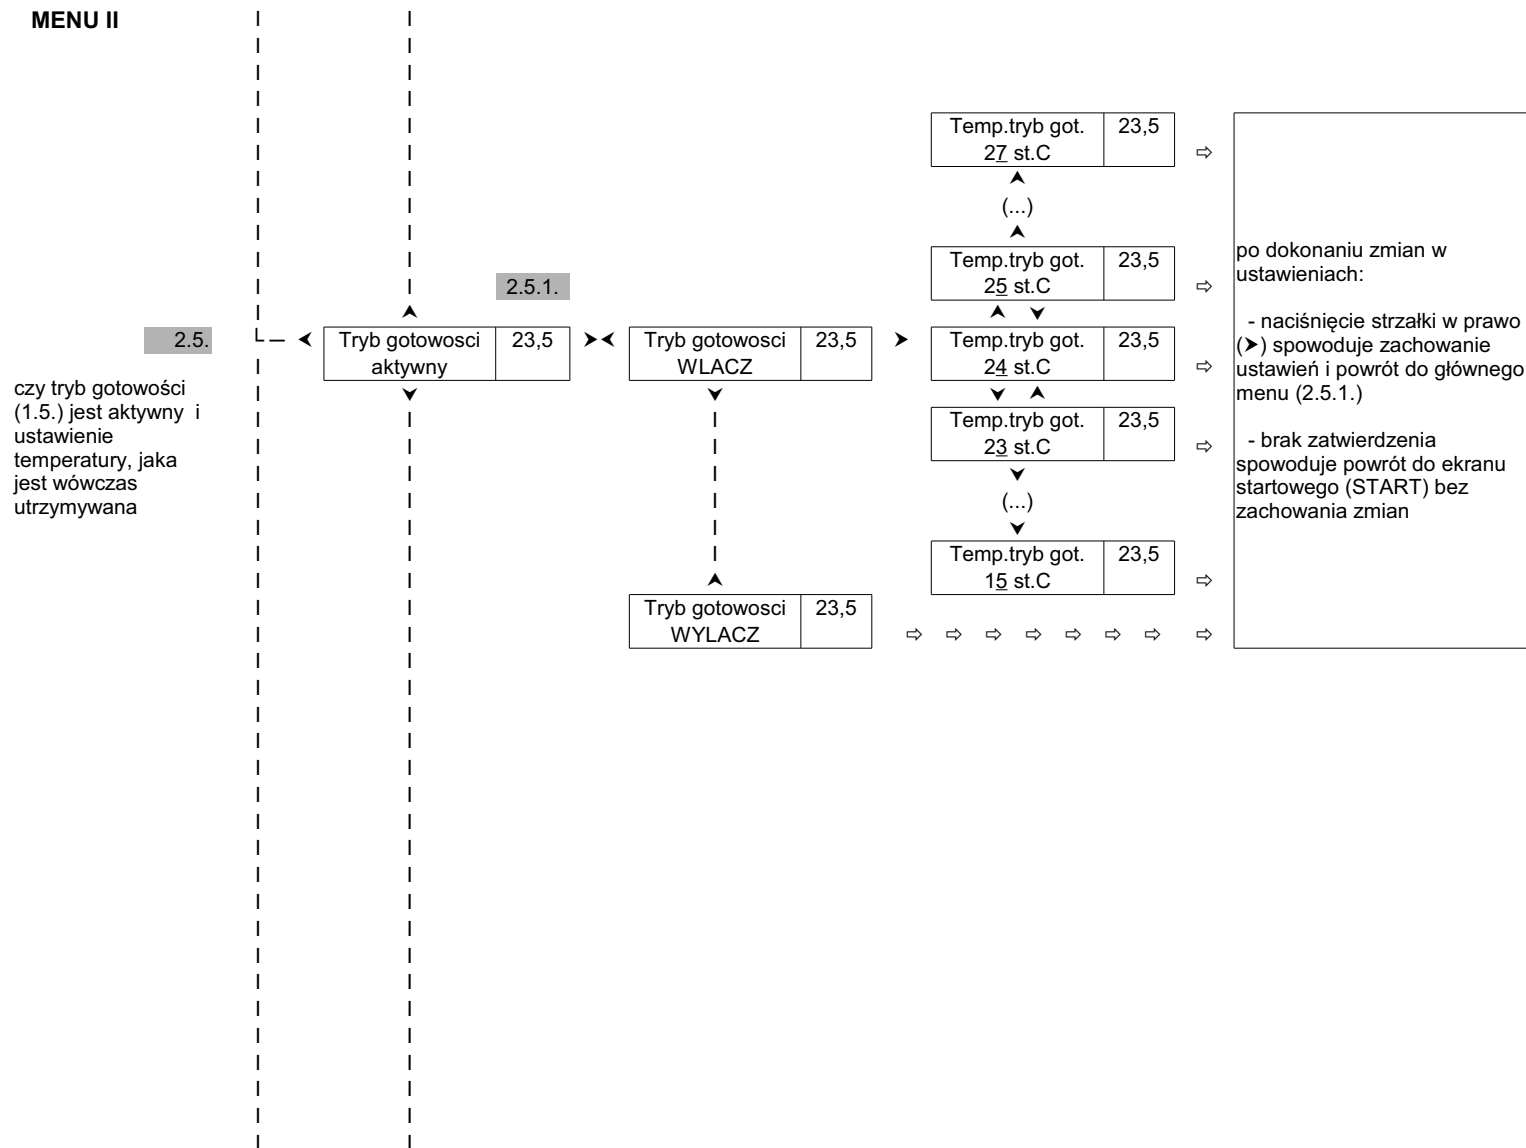 MENU II
Temp.tryb got. 23,5
27 st.C ⇨
(...)
Temp.tryb got. 23,5
25 st.C ⇨
2.5.1.
2.5.
Tryb gotowosci 23,5
aktywny
Tryb gotowosci 23,5
WLACZ
Temp.tryb got. 23,5
24 st.C ⇨
czy tryb gotowości
(1.5.) jest aktywny i
ustawienie
temperatury, jaka
jest wówczas
utrzymywana
Temp.tryb got. 23,5
23 st.C ⇨
(...)
Temp.tryb got. 23,5
15 st.C ⇨
Tryb gotowosci 23,5
WYLACZ ⇨ ⇨ ⇨ ⇨ ⇨ ⇨ ⇨ ⇨
po dokonaniu zmian w
ustawieniach:
- naciśnięcie strzałki w prawo
(➤) spowoduje zachowanie
ustawień i powrót do głównego
menu (2.5.1.)
- brak zatwierdzenia
spowoduje powrót do ekranu
startowego (START) bez
zachowania zmian